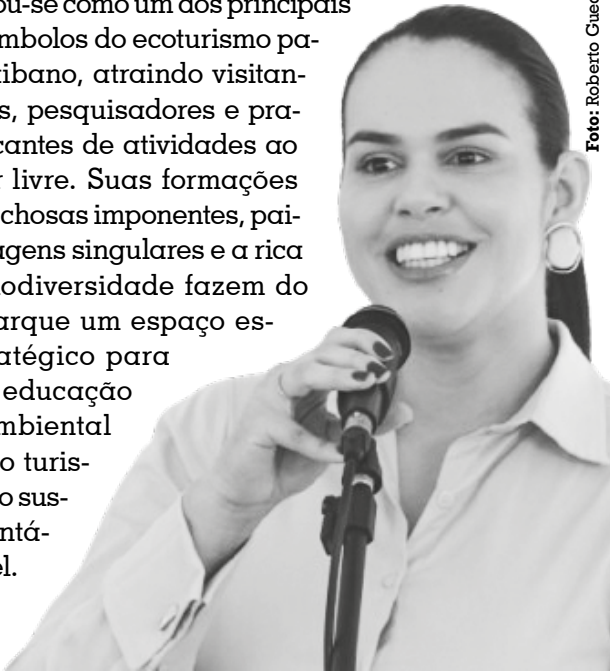 ou-se como um dos principais
mbolos do ecoturismo pa-
ibano, atraindo visitan-
s, pesquisadores e pra-
cantes de atividades ao
r livre. Suas formações
chosas imponentes, pai-
agens singulares e a rica
odiversidade fazem do
arque um espaço es-
atégico para
educação
mbiental
o turis-
o sus-
ntá-
el.
Foto: Roberto Gued